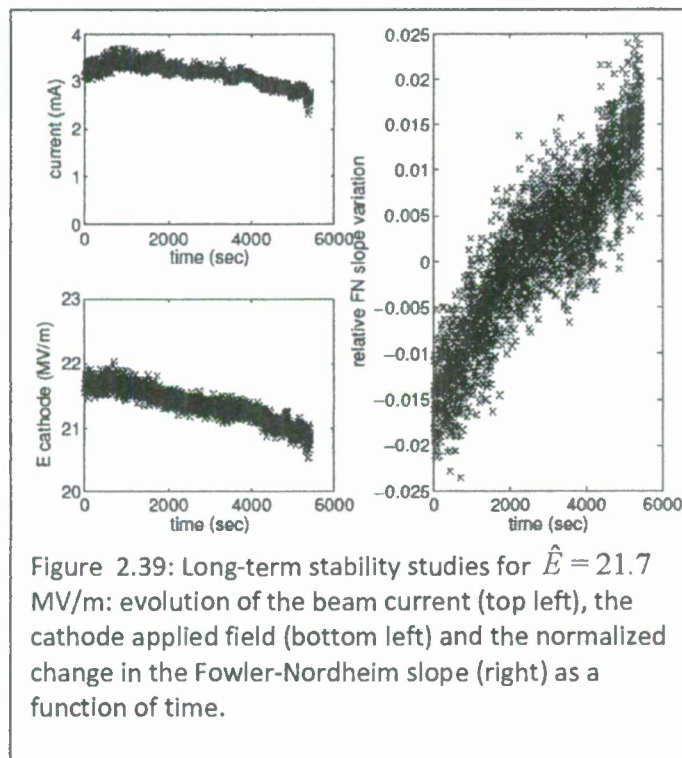 4
3
2
1
0
current (mA)
0 2000 4000 6000
time (sec)
23
22
21
20
E cathode (MV/m)
0 2000 4000 6000
time (sec)
0.025
0.02
0.015
0.01
0.005
0
−0.005
−0.01
−0.015
−0.02
−0.025
relative FN slope variation
0 2000 4000 6000
time (sec)
Figure 2.39: Long-term stability studies for Ê = 21.7
MV/m: evolution of the beam current (top left), the
cathode applied field (bottom left) and the normalized
change in the Fowler-Nordheim slope (right) as a
function of time.